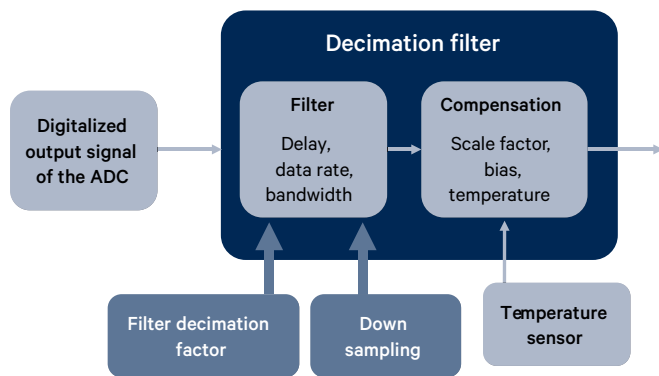 Decimation filter
Digitalized
output signal
of the ADC
Filter
Delay,
data rate,
bandwidth
Compensation
Scale factor,
bias,
temperature
Filter decimation
factor
Down
sampling
Temperature
sensor